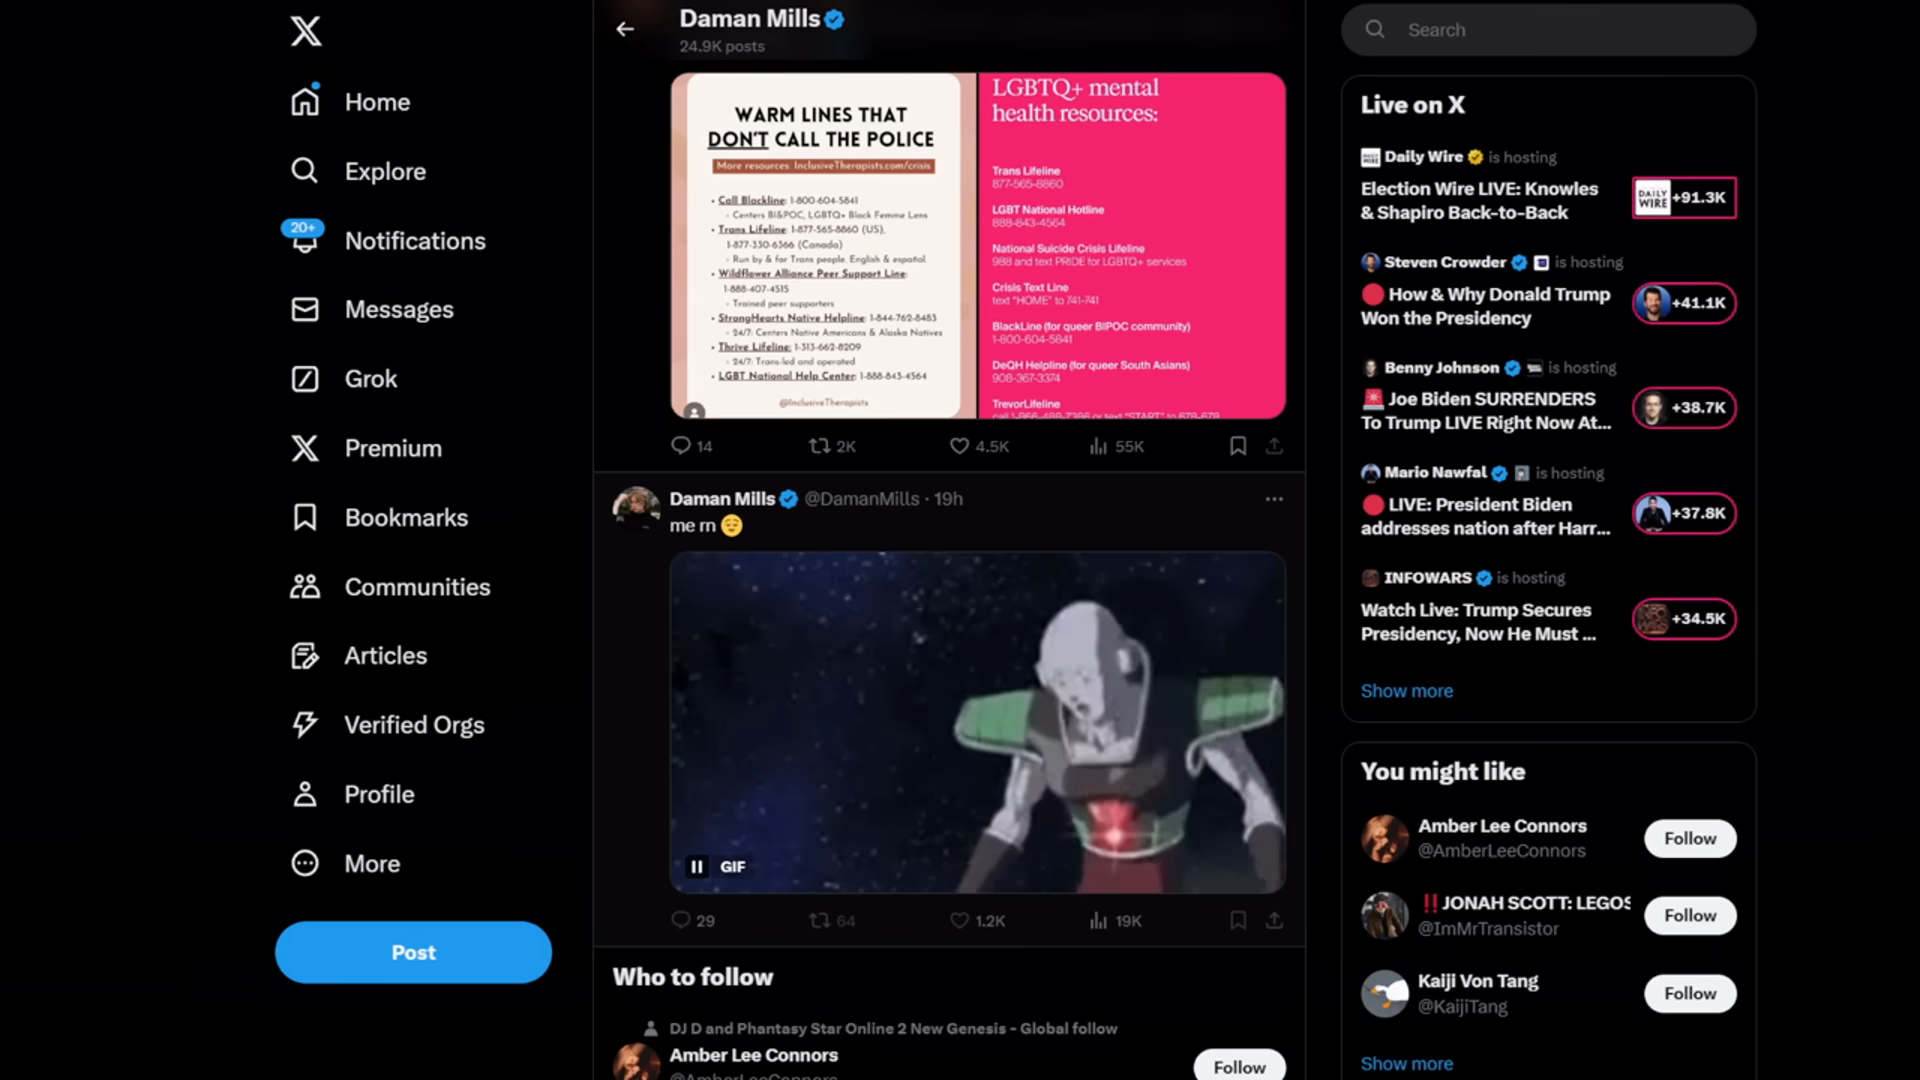 Home
Explore
20+
Notifications
Messages
Grok
Premium
Bookmarks
Communities
Articles
Verified Orgs
Profile
More
Post
Daman Mills
24.9K posts
WARM LINES THAT
DON'T CALL THE POLICE
More resources: InclusiveTherapists.com/crisis
• Call Blackline: 1-800-604-5841
◦ Centers BI&POC, LGBTQ+ Black Femme Lens
• Trans Lifeline: 1-877-565-8860 (US),
1-877-330-6366 (Canada)
◦ Run by & for Trans people. English & español.
• Wildflower Alliance Peer Support Line:
1-888-407-4515
◦ Trained peer supporters
• StrongHearts Native Helpline: 1-844-762-8483
◦ 24/7: Centers Native Americans & Alaska Natives
• Thrive Lifeline: 1-313-662-8209
◦ 24/7: Trans-led and operated
• LGBT National Help Center: 1-888-843-4564
@InclusiveTherapists
LGBTQ+ mental
health resources:
Trans Lifeline
877-565-8860
LGBT National Hotline
888-843-4564
National Suicide Crisis Lifeline
988 and text PRIDE for LGBTQ+ services
Crisis Text Line
text "HOME" to 741-741
BlackLine (for queer BIPOC community)
1-800-604-5841
DeQH Helpline (for queer South Asians)
908-367-3374
TrevorLifeline
call 1-866-488-7386 or text "START" to 678-678
14 2K 4.5K 55K
Daman Mills @DamanMills · 19h
me rn 😌
GIF
29 64 1.2K 19K
Who to follow
DJ D and Phantasy Star Online 2 New Genesis - Global follow
Amber Lee Connors
@AmberLeeConnors
Follow
Search
Live on X
Daily Wire is hosting
Election Wire LIVE: Knowles
& Shapiro Back-to-Back
DAILY
WIRE
+91.3K
Steven Crowder is hosting
🔴 How & Why Donald Trump
Won the Presidency
+41.1K
Benny Johnson is hosting
🚨 Joe Biden SURRENDERS
To Trump LIVE Right Now At...
+38.7K
Mario Nawfal is hosting
🔴 LIVE: President Biden
addresses nation after Harr...
+37.8K
INFOWARS is hosting
Watch Live: Trump Secures
Presidency, Now He Must ...
+34.5K
Show more
You might like
Amber Lee Connors
@AmberLeeConnors
Follow
‼️JONAH SCOTT: LEGOS
@ImMrTransistor
Follow
Kaiji Von Tang
@KaijiTang
Follow
Show more